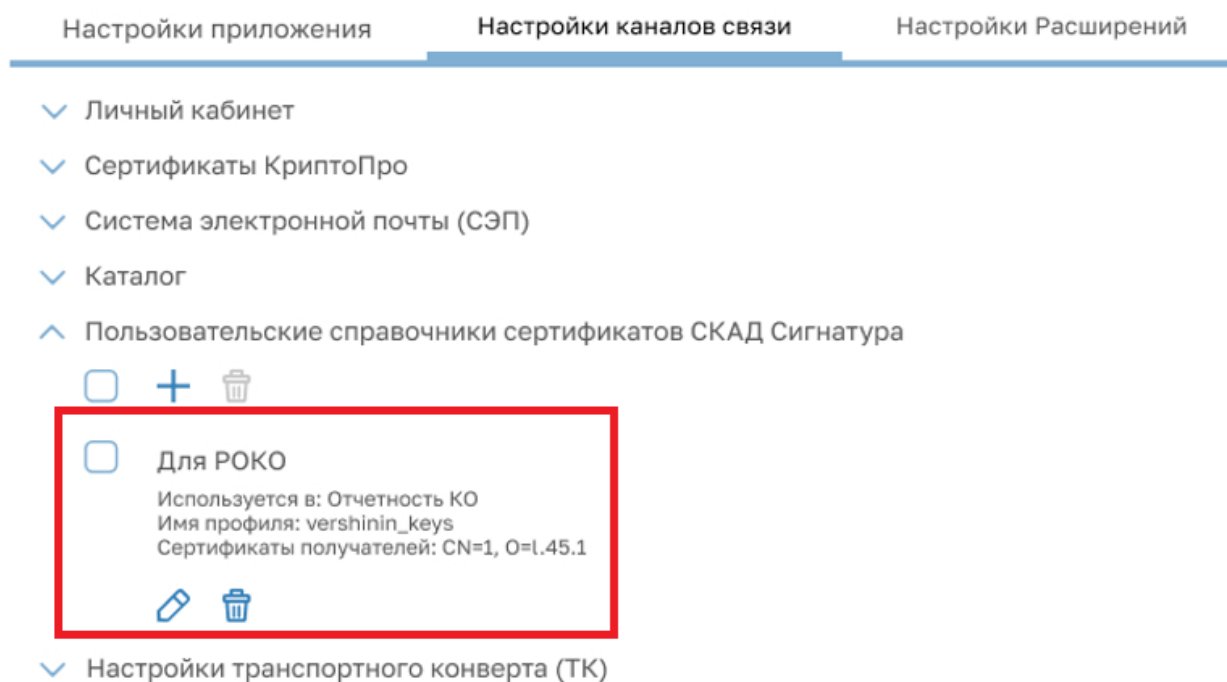 Настройки приложения Настройки каналов связи Настройки Расширений
Личный кабинет
Сертификаты КриптоПро
Система электронной почты (СЭП)
Каталог
Пользовательские справочники сертификатов СКАД Сигнатура
Для РОКО
Используется в: Отчетность КО
Имя профиля: vershinin_keys
Сертификаты получателей: CN=1, O=l.45.1
Настройки транспортного конверта (ТК)